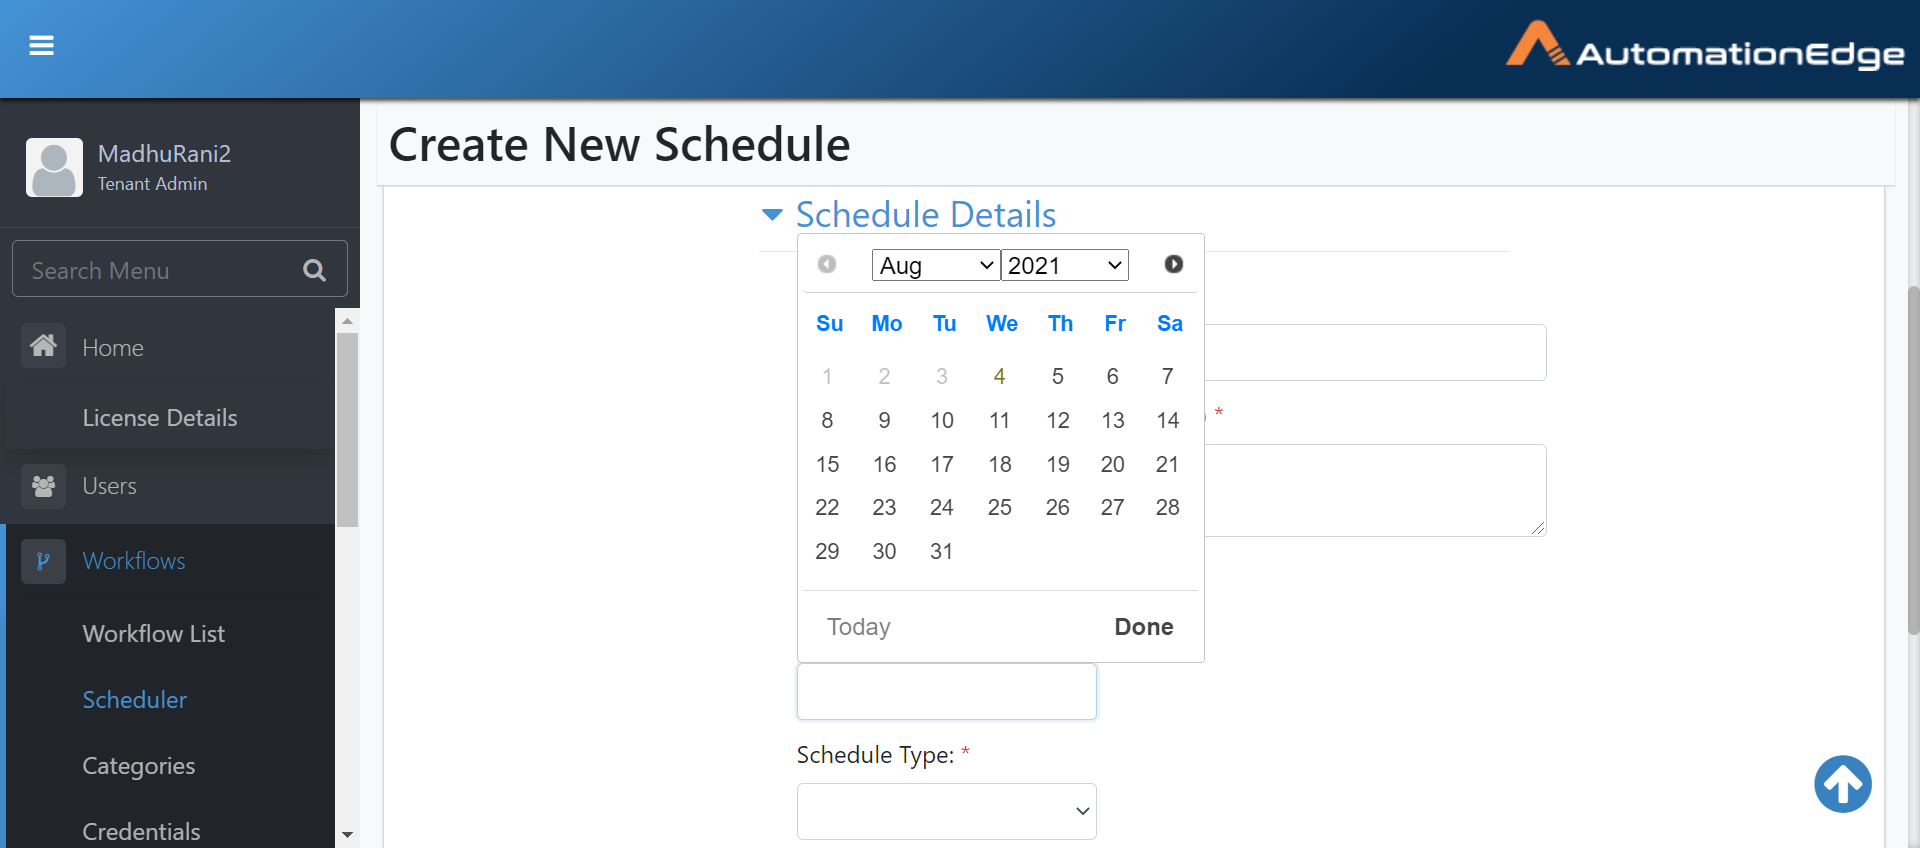 AutomationEdge
MadhuRani2
Tenant Admin
Search Menu
Home
License Details
Users
Workflows
Workflow List
Scheduler
Categories
Credentials
Create New Schedule
Schedule Details
Aug 2021
Su Mo Tu We Th Fr Sa
1 2 3 4 5 6 7
8 9 10 11 12 13 14
15 16 17 18 19 20 21
22 23 24 25 26 27 28
29 30 31
Today Done
*
Schedule Type: *